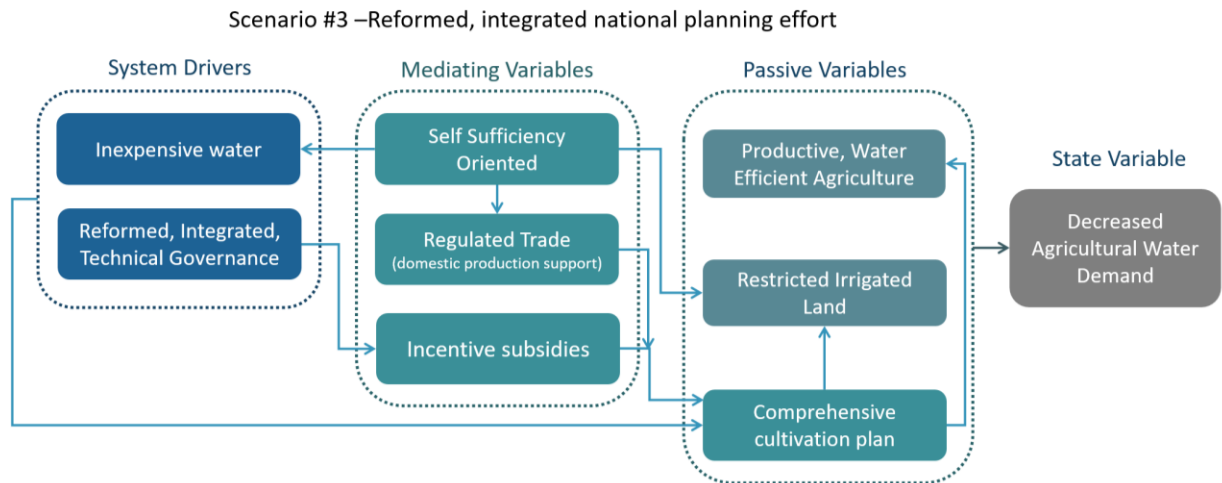 Scenario #3 –Reformed, integrated national planning effort
System Drivers
Inexpensive water
Reformed, Integrated,
Technical Governance
Mediating Variables
Self Sufficiency
Oriented
Regulated Trade
(domestic production support)
Incentive subsidies
Passive Variables
Productive, Water
Efficient Agriculture
Restricted Irrigated
Land
Comprehensive
cultivation plan
State Variable
Decreased
Agricultural Water
Demand